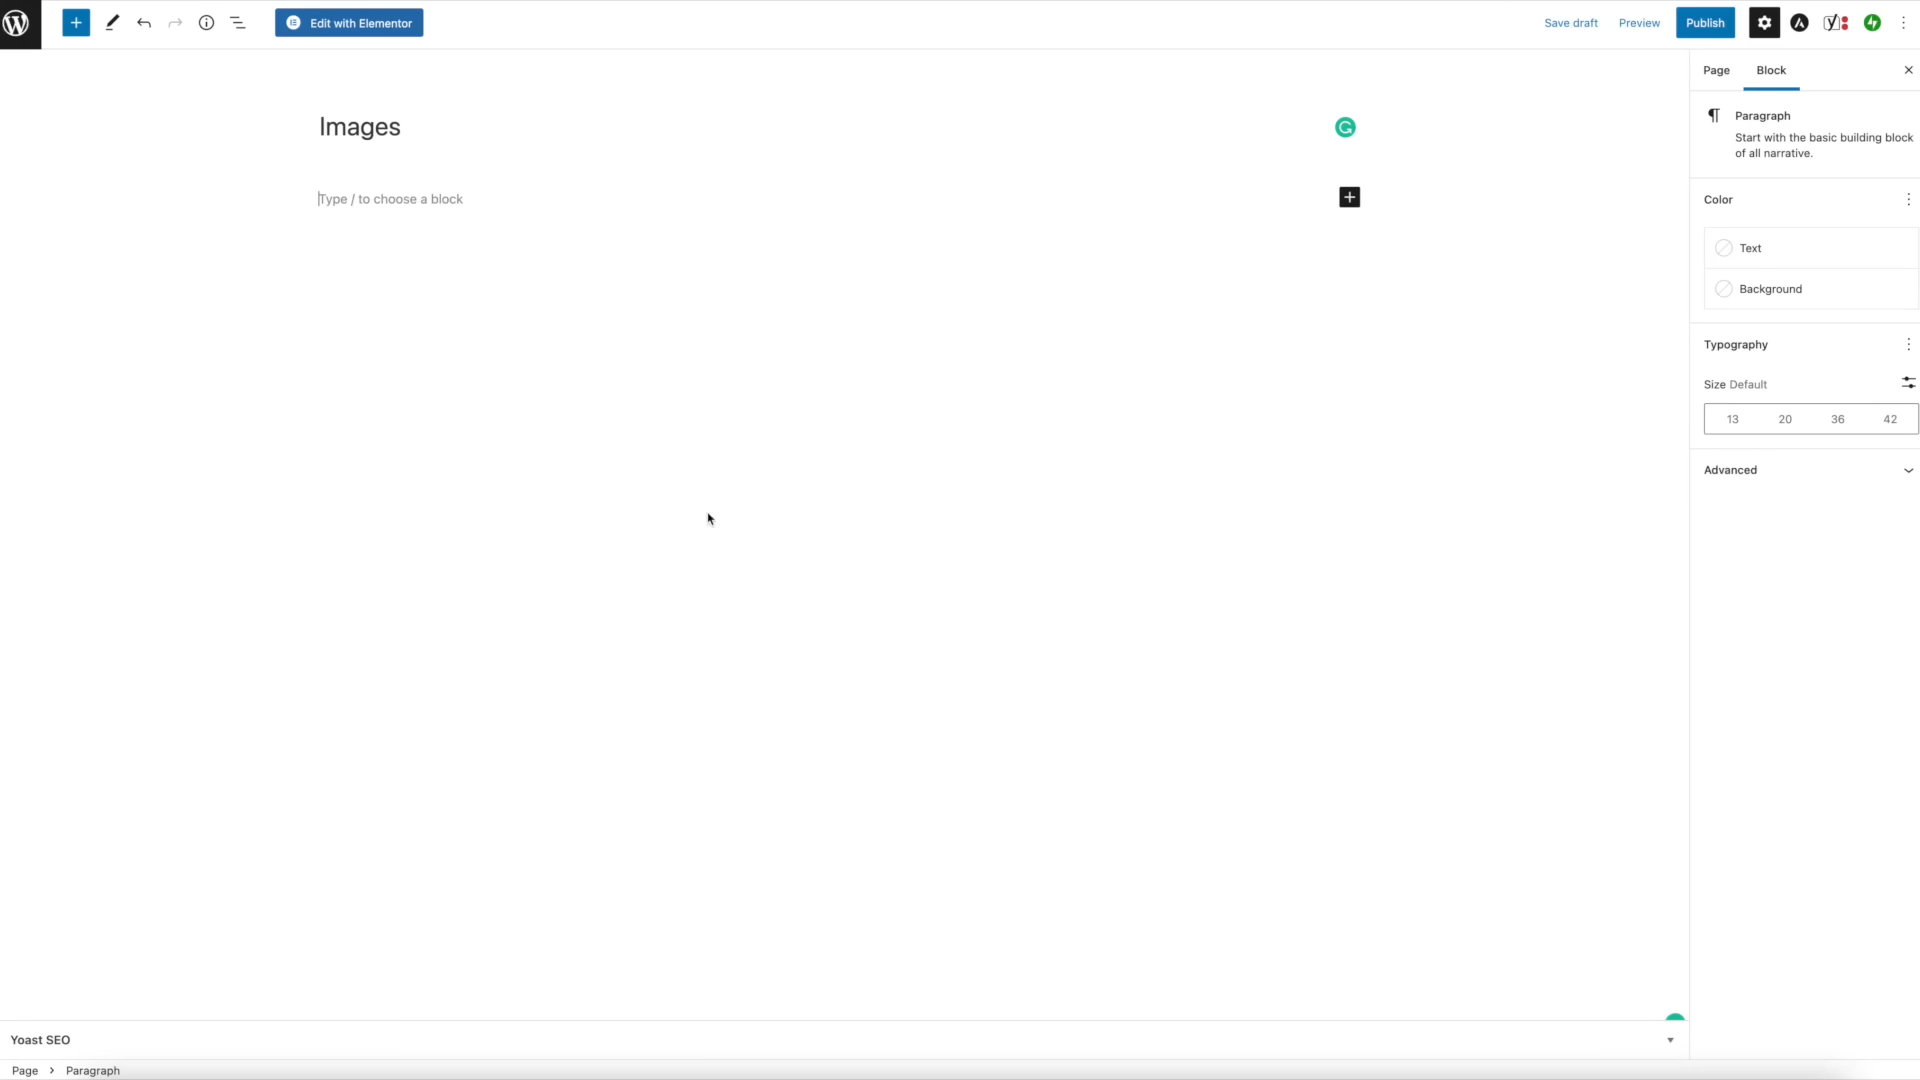 Edit with Elementor
Save draft
Preview
Publish
Page
Block
Images
Paragraph
Start with the basic building block
of all narrative.
Type / to choose a block
Color
Text
Background
Typography
Size Default
13 20 36 42
Advanced
Yoast SEO
Page > Paragraph